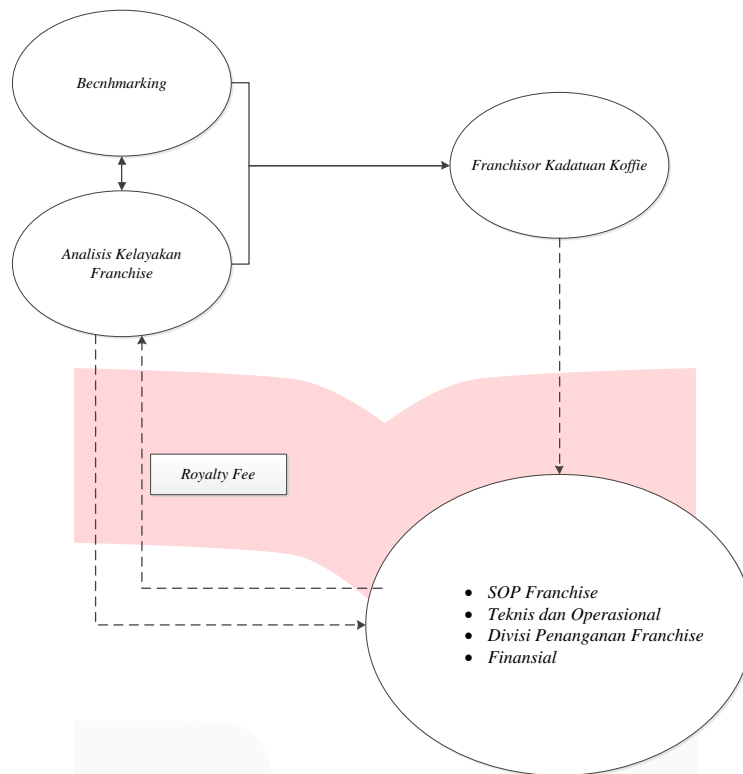 Becnhmarking
Franchisor Kadatuan Koffie
Analisis Kelayakan
Franchise
Royalty Fee
• SOP Franchise
• Teknis dan Operasional
• Divisi Penanganan Franchise
• Finansial